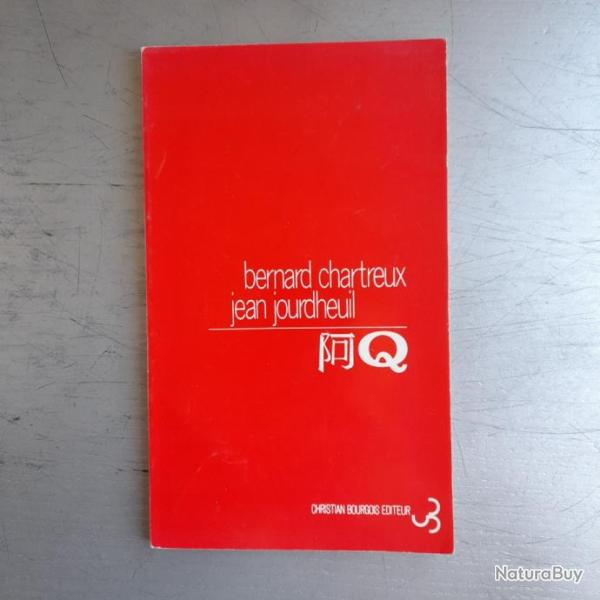 bernard chartreux
jean jourdheuil
阿Q
CHRISTIAN BOURGOIS EDITEUR
NaturaBuy